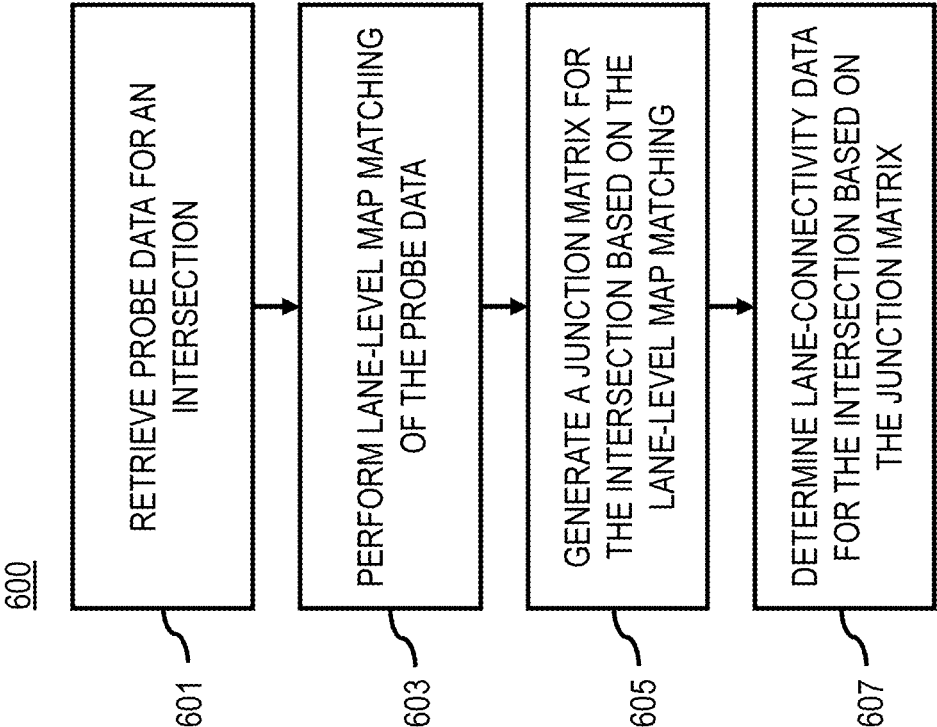 600
601
RETRIEVE PROBE DATA FOR AN
INTERSECTION
603
PERFORM LANE-LEVEL MAP MATCHING
OF THE PROBE DATA
605
GENERATE A JUNCTION MATRIX FOR
THE INTERSECTION BASED ON THE
LANE-LEVEL MAP MATCHING
607
DETERMINE LANE-CONNECTIVITY DATA
FOR THE INTERSECTION BASED ON
THE JUNCTION MATRIX